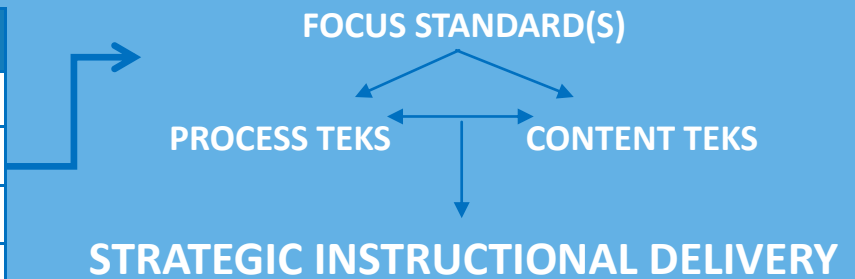 FOCUS STANDARD(S)
PROCESS TEKS CONTENT TEKS
STRATEGIC INSTRUCTIONAL DELIVERY